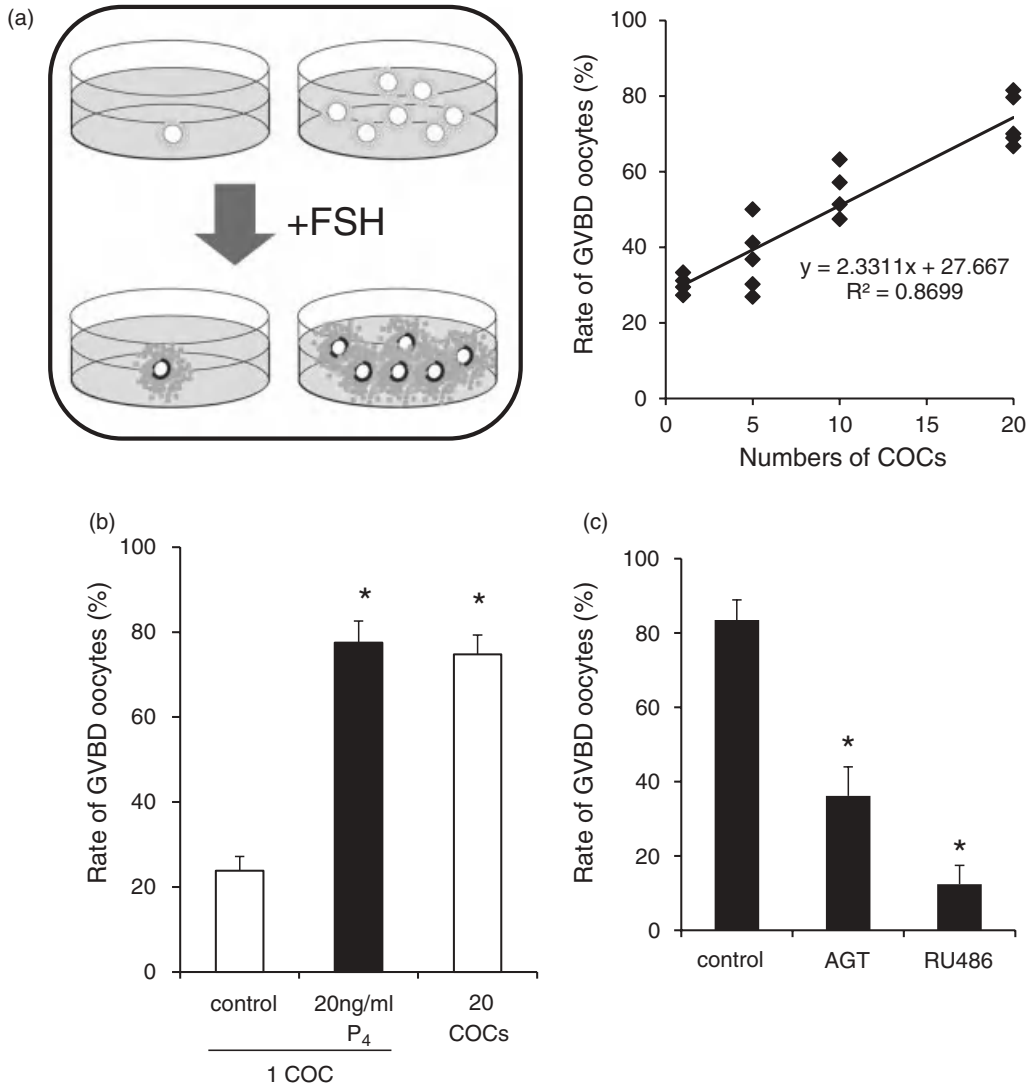 (a)
+FSH
Rate of GVBD oocytes (%)
100
80
60
40
20
0
y = 2.3311x + 27.667
R² = 0.8699
0 5 10 15 20
Numbers of COCs
(b)
Rate of GVBD oocytes (%)
100
80
60
40
20
0
*
*
control 20ng/ml 20
P₄ COCs
1 COC
(c)
Rate of GVBD oocytes (%)
100
80
60
40
20
0
*
*
control AGT RU486